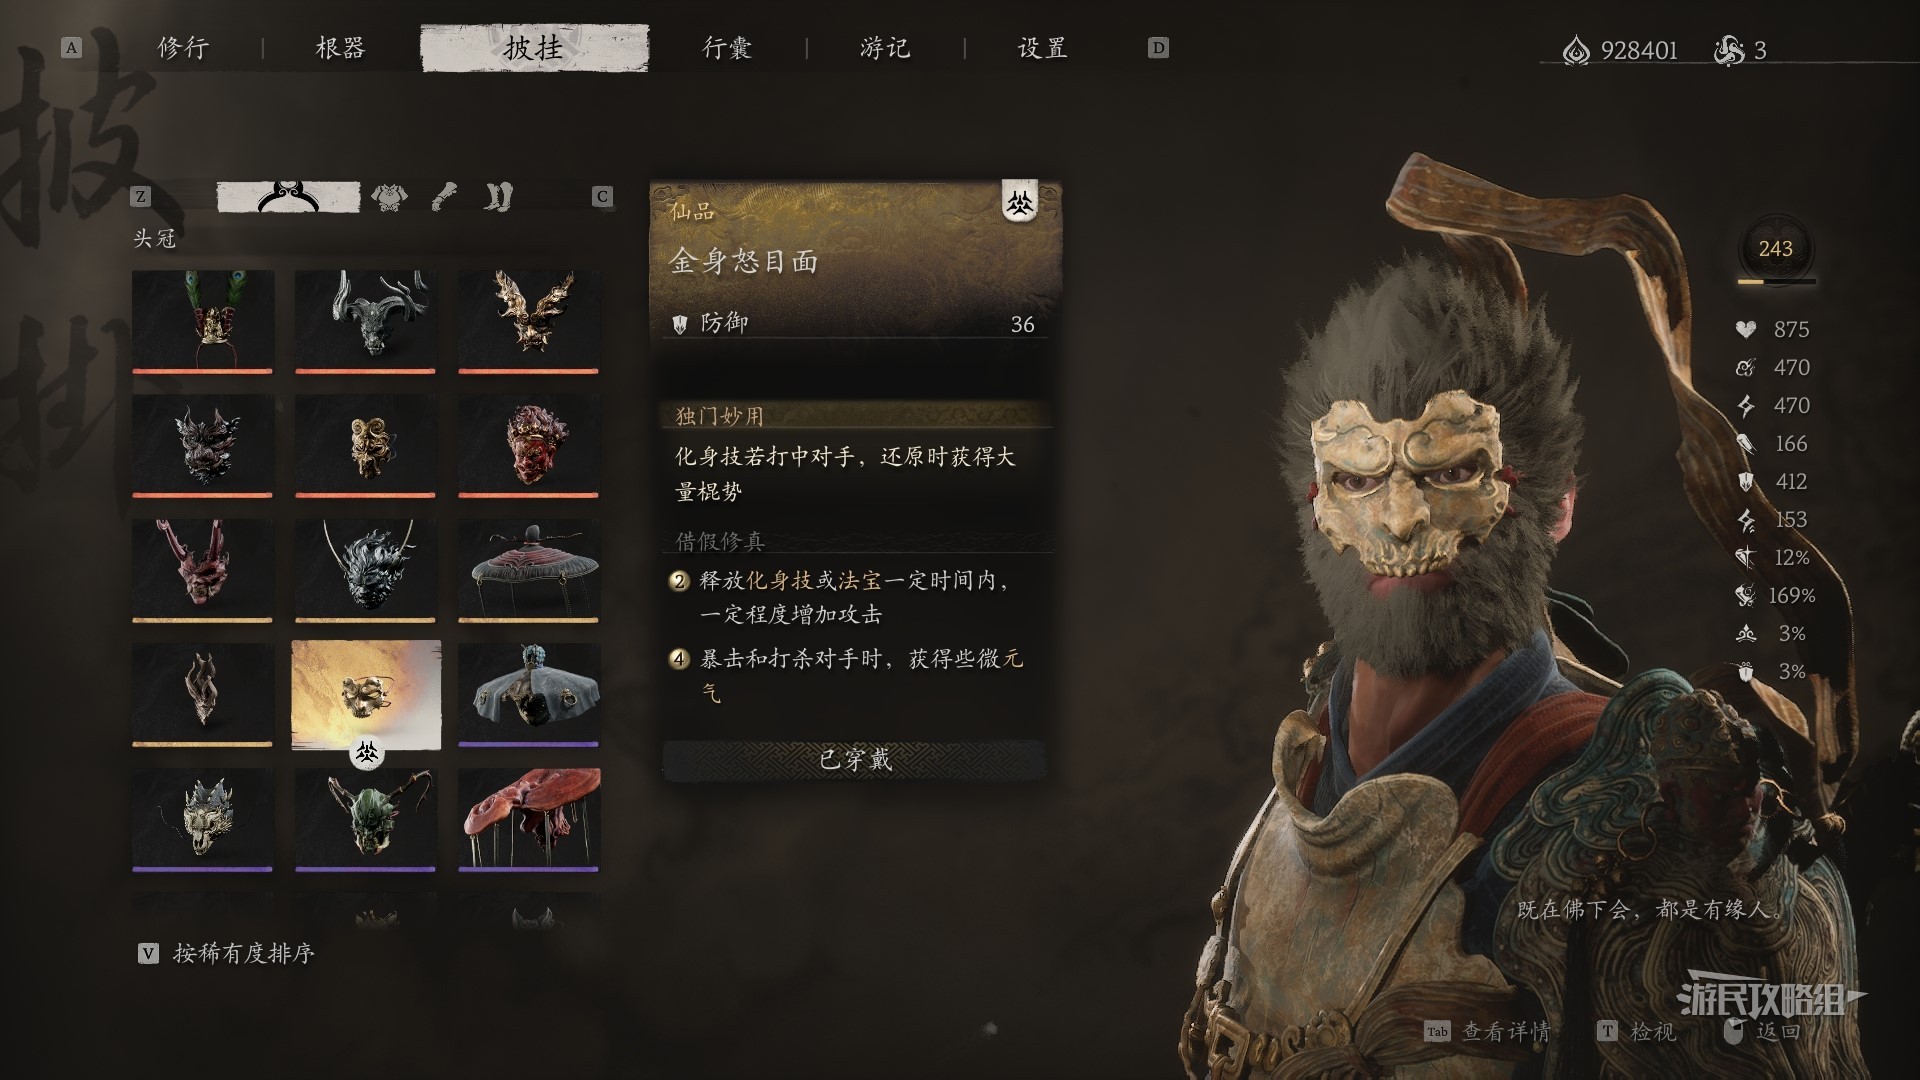 A 修行 根器 披挂 行囊 游记 设置 D
928401 3
披挂
Z C
头冠
仙品
金身怒目面
防御 36
独门妙用
化身技若打中对手，还原时获得大
量棍势
借假修真
2 释放化身技或法宝一定时间内，
一定程度增加攻击
4 暴击和打杀对手时，获得些微元
气
已穿戴
V 按稀有度排序
243
875
470
470
166
412
153
12%
169%
3%
3%
既在佛下会，都是有缘人。
游民攻略组
Tab 查看详情 T 检视 返回